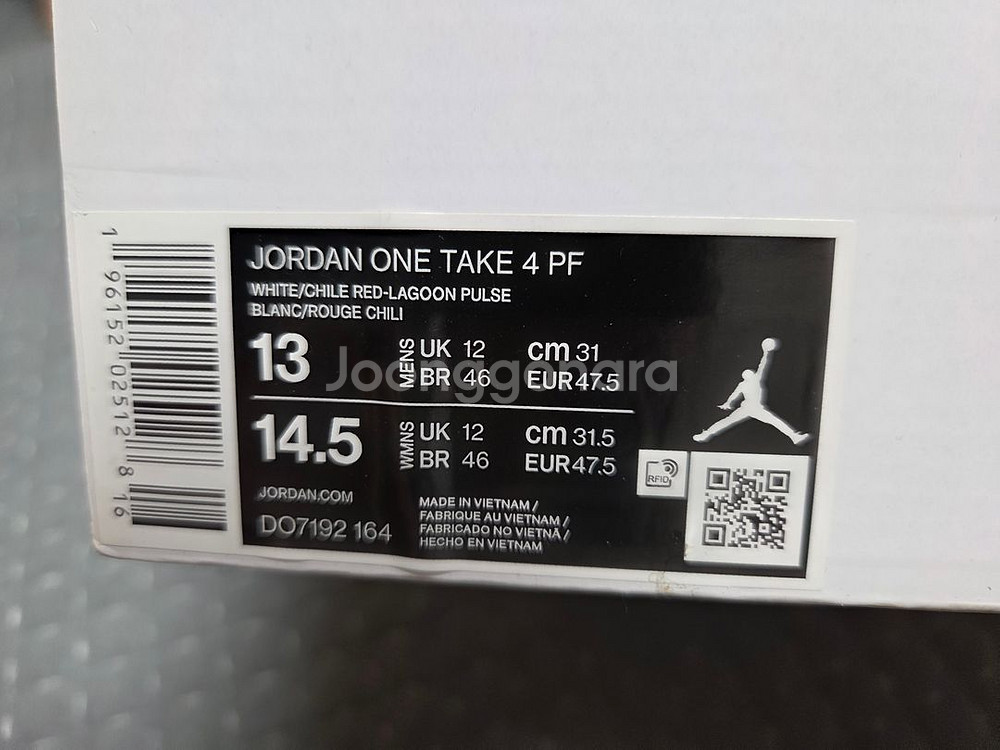 JORDAN ONE TAKE 4 PF
WHITE/CHILE RED-LAGOON PULSE
BLANC/ROUGE CHILI
13 MENS UK 12 cm 31
BR 46 EUR 47.5
Joonggonara
14.5 WMNS UK 12 cm 31.5
BR 46 EUR 47.5
RFID
JORDAN.COM
DO7192 164
MADE IN VIETNAM /
FABRIQUE AU VIETNAM /
FABRICADO NO VIETNÃ /
HECHO EN VIETNAM
1 96152 02512 8 16